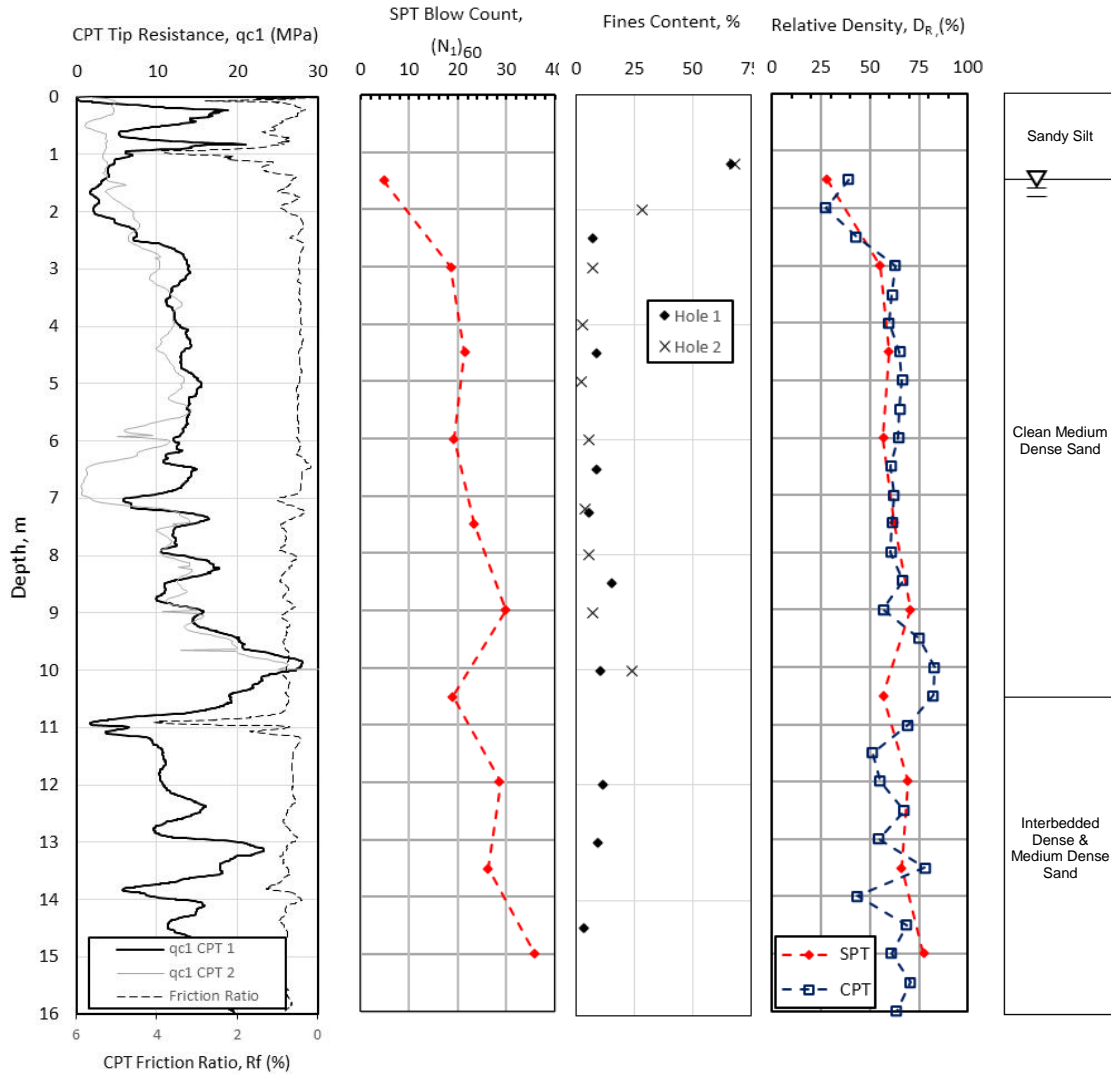 CPT Tip Resistance, qc1 (MPa)
0 10 20 30
SPT Blow Count,
(N1)60
0 10 20 30 40
Fines Content, %
0 25 50 75
Relative Density, DR, (%)
0 25 50 75 100
Depth, m
0
1
2
3
4
5
6
7
8
9
10
11
12
13
14
15
16
qc1 CPT 1
qc1 CPT 2
Friction Ratio
6 4 2 0
CPT Friction Ratio, Rf (%)
Hole 1
Hole 2
SPT
CPT
Sandy Silt
Clean Medium
Dense Sand
Interbedded
Dense &
Medium Dense
Sand